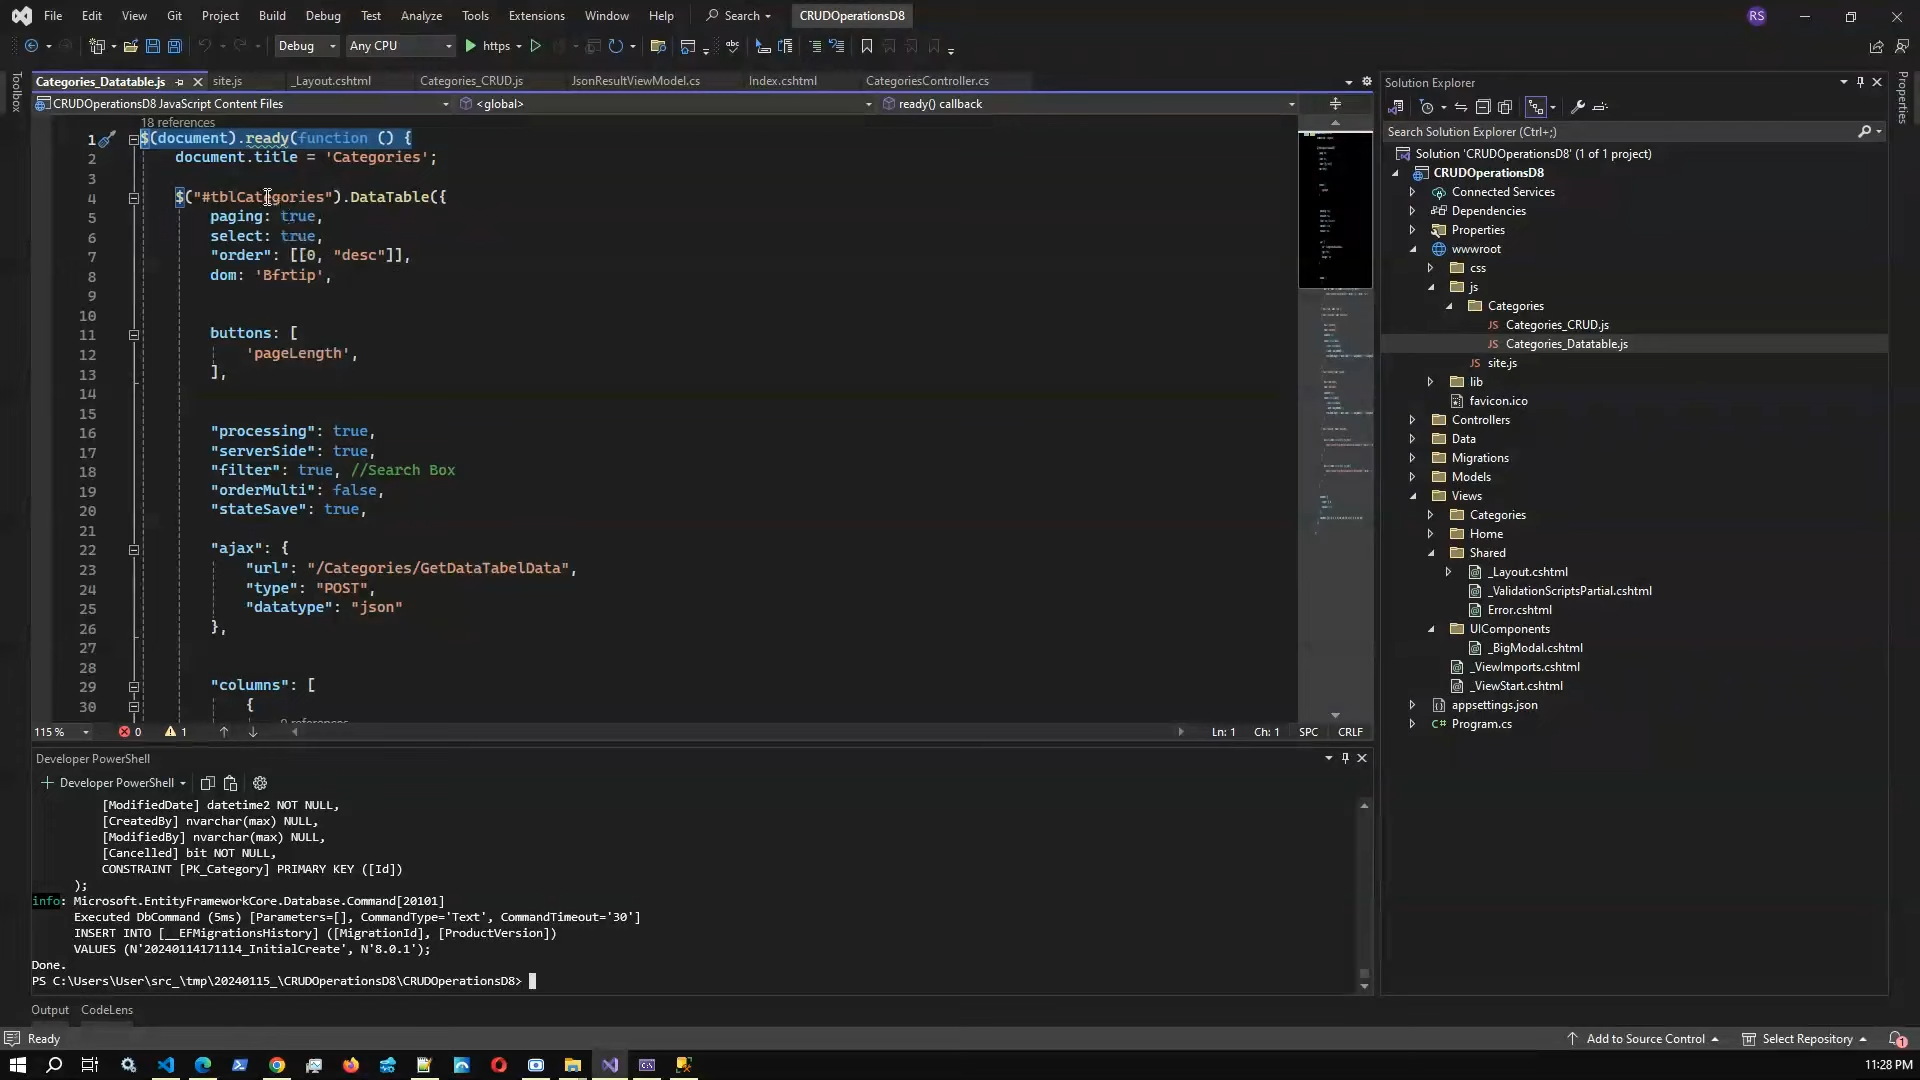 File Edit View Git Project Build Debug Test Analyze Tools Extensions Window Help Search CRUDOperationsD8 RS
Debug Any CPU https
Toolbox
Categories_Datatable.js site.js _Layout.cshtml Categories_CRUD.js JsonResultViewModel.cs Index.cshtml CategoriesController.cs
CRUDOperationsD8 JavaScript Content Files <global> ready() callback
18 references
1 $(document).ready(function () {
2 document.title = 'Categories';
3
4 $("#tblCategories").DataTable({
5 paging: true,
6 select: true,
7 "order": [[0, "desc"]],
8 dom: 'Bfrtip',
9
10
11 buttons: [
12 'pageLength',
13 ],
14
15
16 "processing": true,
17 "serverSide": true,
18 "filter": true, //Search Box
19 "orderMulti": false,
20 "stateSave": true,
21
22 "ajax": {
23 "url": "/Categories/GetDataTabelData",
24 "type": "POST",
25 "datatype": "json"
26 },
27
28
29 "columns": [
30 {
0 references
115 % 0 1 Ln: 1 Ch: 1 SPC CRLF
Developer PowerShell
Developer PowerShell
[ModifiedDate] datetime2 NOT NULL,
[CreatedBy] nvarchar(max) NULL,
[ModifiedBy] nvarchar(max) NULL,
[Cancelled] bit NOT NULL,
CONSTRAINT [PK_Category] PRIMARY KEY ([Id])
);
info: Microsoft.EntityFrameworkCore.Database.Command[20101]
Executed DbCommand (5ms) [Parameters=[], CommandType='Text', CommandTimeout='30']
INSERT INTO [__EFMigrationsHistory] ([MigrationId], [ProductVersion])
VALUES (N'20240114171114_InitialCreate', N'8.0.1');
Done.
PS C:\Users\User\src_\tmp\20240115_\CRUDOperationsD8\CRUDOperationsD8>
Output CodeLens
Solution Explorer
Search Solution Explorer (Ctrl+;)
Solution 'CRUDOperationsD8' (1 of 1 project)
CRUDOperationsD8
Connected Services
Dependencies
Properties
wwwroot
css
js
Categories
Categories_CRUD.js
Categories_Datatable.js
site.js
lib
favicon.ico
Controllers
Data
Migrations
Models
Views
Categories
Home
Shared
_Layout.cshtml
_ValidationScriptsPartial.cshtml
Error.cshtml
UIComponents
_BigModal.cshtml
_ViewImports.cshtml
_ViewStart.cshtml
appsettings.json
C# Program.cs
Properties
Ready Add to Source Control Select Repository 1
11:28 PM